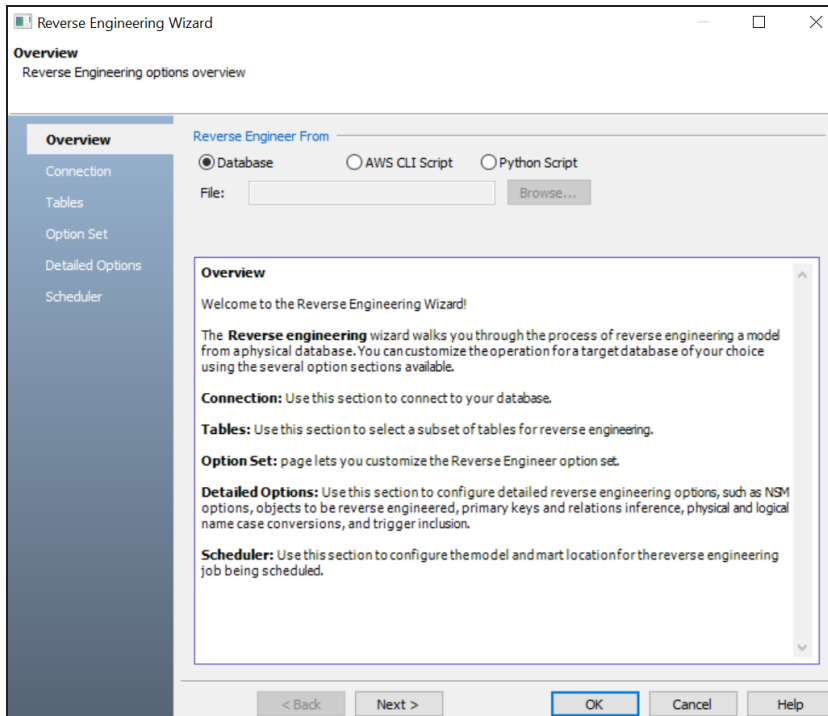 Reverse Engineering Wizard
Overview
Reverse Engineering options overview
Overview
Connection
Tables
Option Set
Detailed Options
Scheduler
Reverse Engineer From
Database AWS CLI Script Python Script
File: Browse...
Overview
Welcome to the Reverse Engineering Wizard!
The Reverse engineering wizard walks you through the process of reverse engineering a model
from a physical database. You can customize the operation for a target database of your choice
using the several option sections available.
Connection: Use this section to connect to your database.
Tables: Use this section to select a subset of tables for reverse engineering.
Option Set: page lets you customize the Reverse Engineer option set.
Detailed Options: Use this section to configure detailed reverse engineering options, such as NSM
options, objects to be reverse engineered, primary keys and relations inference, physical and logical
name case conversions, and trigger inclusion.
Scheduler: Use this section to configure the model and mart location for the reverse engineering
job being scheduled.
< Back Next > OK Cancel Help